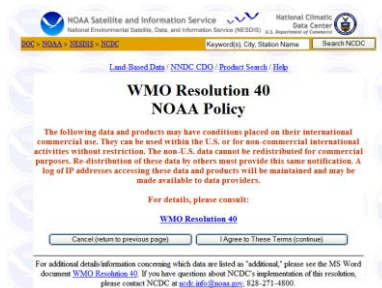 NOAA Satellite and Information Service
National Environmental Satellite, Data, and Information Service (NESDIS)
National Climatic
Data Center
U.S. Department of Commerce
DOC > NOAA > NESDIS > NCDC
Keyword(s), City, Station Name
Search NCDC
Land-Based Data / NNDC CDO / Product Search / Help
WMO Resolution 40
NOAA Policy
The following data and products may have conditions placed on their international
commercial use. They can be used within the U.S. or for non-commercial international
activities without restriction. The non-U.S. data cannot be redistributed for commercial
purposes. Re-distribution of these data by others must provide this same notification. A
log of IP addresses accessing these data and products will be maintained and may be
made available to data providers.
For details, please consult:
WMO Resolution 40
Cancel (return to previous page)
I Agree to These Terms (continue)
For additional details/information concerning which data are listed as "additional," please see the MS Word
document WMO Resolution 40. If you have questions about NCDC's implementation of this resolution,
please contact NCDC at ncdc.info@noaa.gov, 828-271-4800.